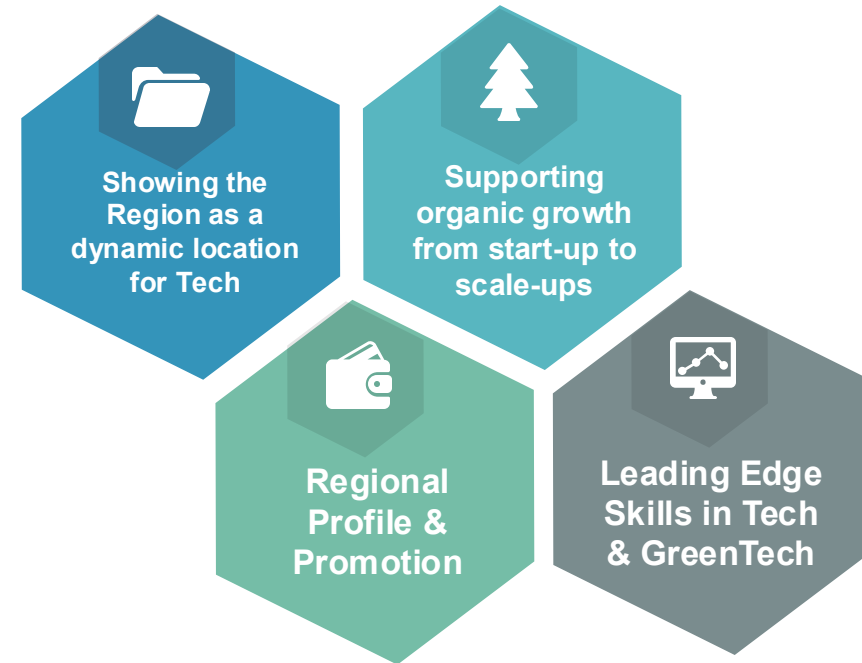 Showing the
Region as a
dynamic location
for Tech
Supporting
organic growth
from start-up to
scale-ups
Regional
Profile &
Promotion
Leading Edge
Skills in Tech
& GreenTech